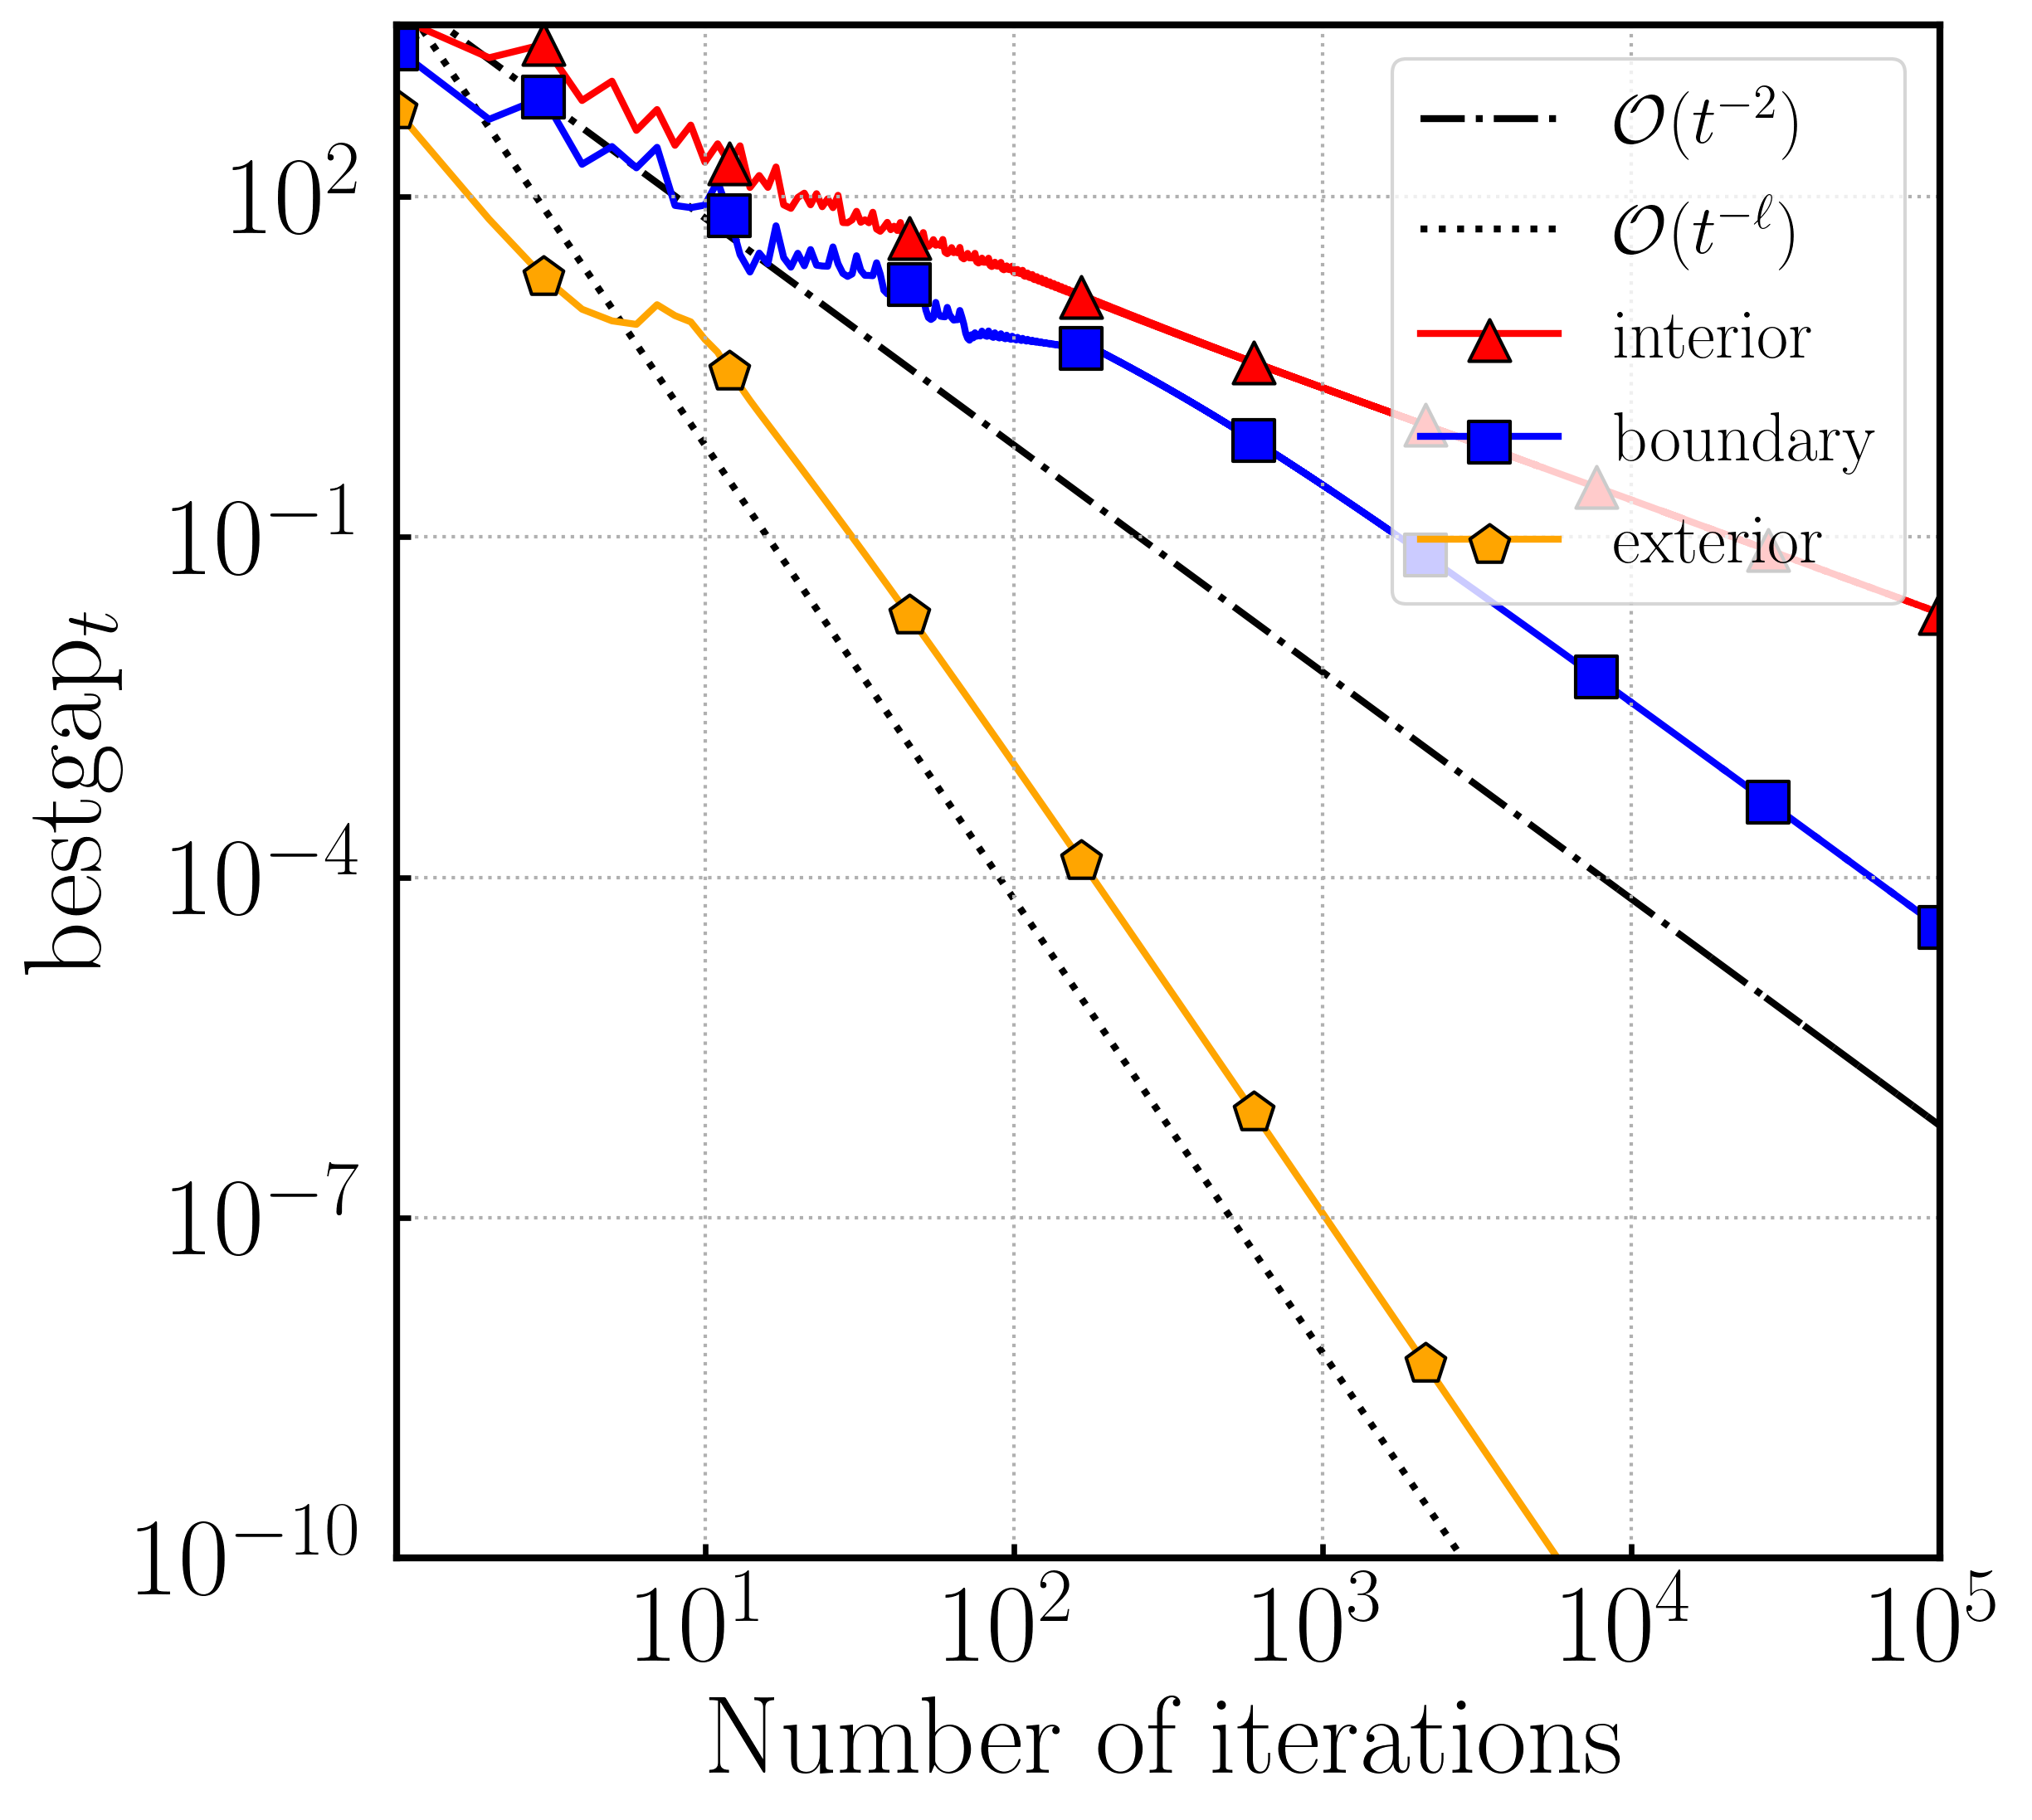 bestgap_t
10^2
10^{-1}
10^{-4}
10^{-7}
10^{-10}
O(t^{-2})
O(t^{-ℓ})
interior
boundary
exterior
10^1 10^2 10^3 10^4 10^5
Number of iterations